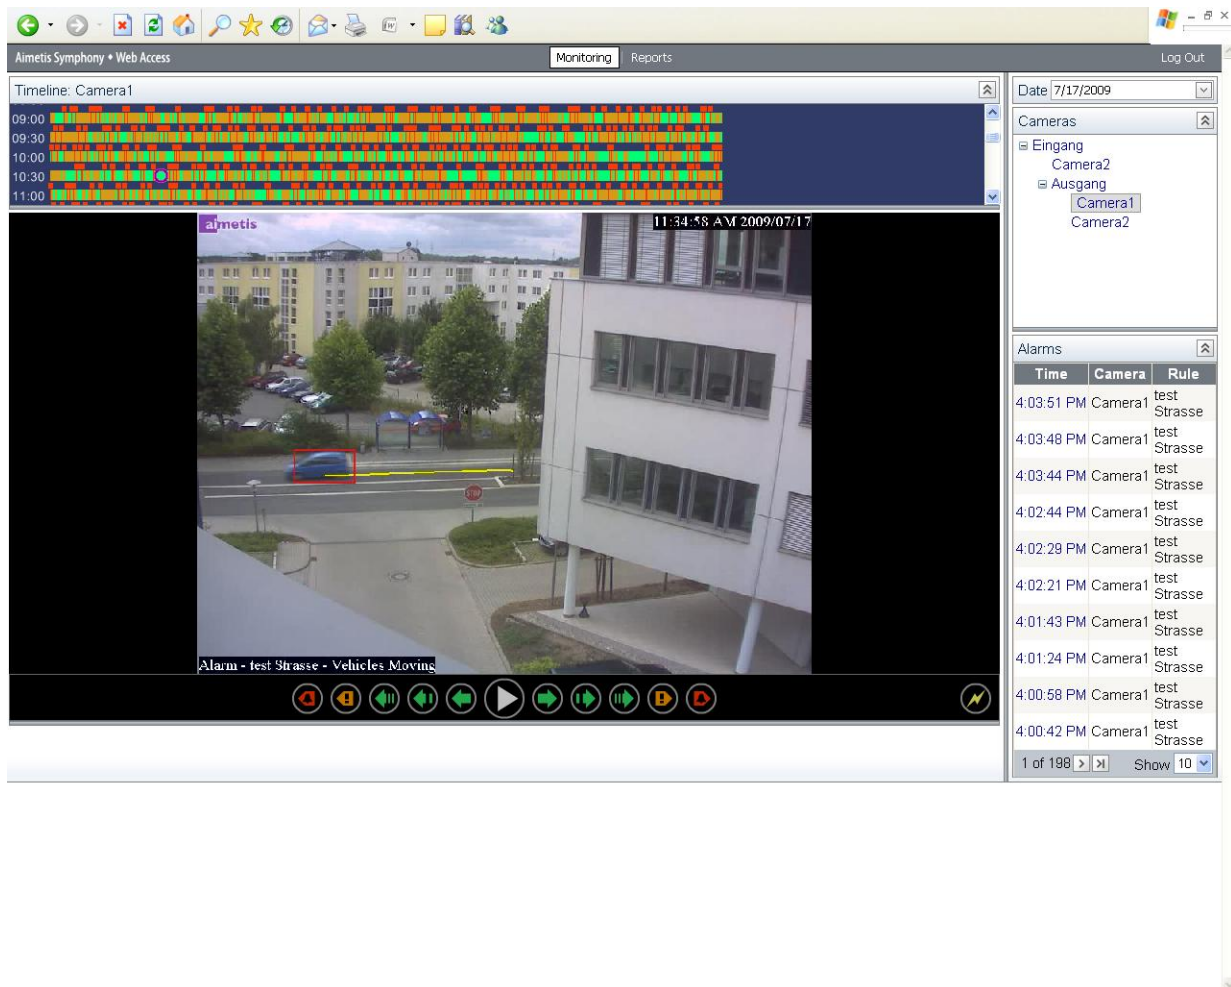 Aimetis Symphony • Web Access
Monitoring
Reports
Log Out
Timeline: Camera1
09:00
09:30
10:00
10:30
11:00
aimetis
11:34:58 AM 2009/07/17
STOP
Alarm - test Strasse - Vehicles Moving
Date 7/17/2009
Cameras
Eingang
Camera2
Ausgang
Camera1
Camera2
Alarms
Time Camera Rule
4:03:51 PM Camera1 test Strasse
4:03:48 PM Camera1 test Strasse
4:03:44 PM Camera1 test Strasse
4:02:44 PM Camera1 test Strasse
4:02:29 PM Camera1 test Strasse
4:02:21 PM Camera1 test Strasse
4:01:43 PM Camera1 test Strasse
4:01:24 PM Camera1 test Strasse
4:00:58 PM Camera1 test Strasse
4:00:42 PM Camera1 test Strasse
1 of 198 Show 10